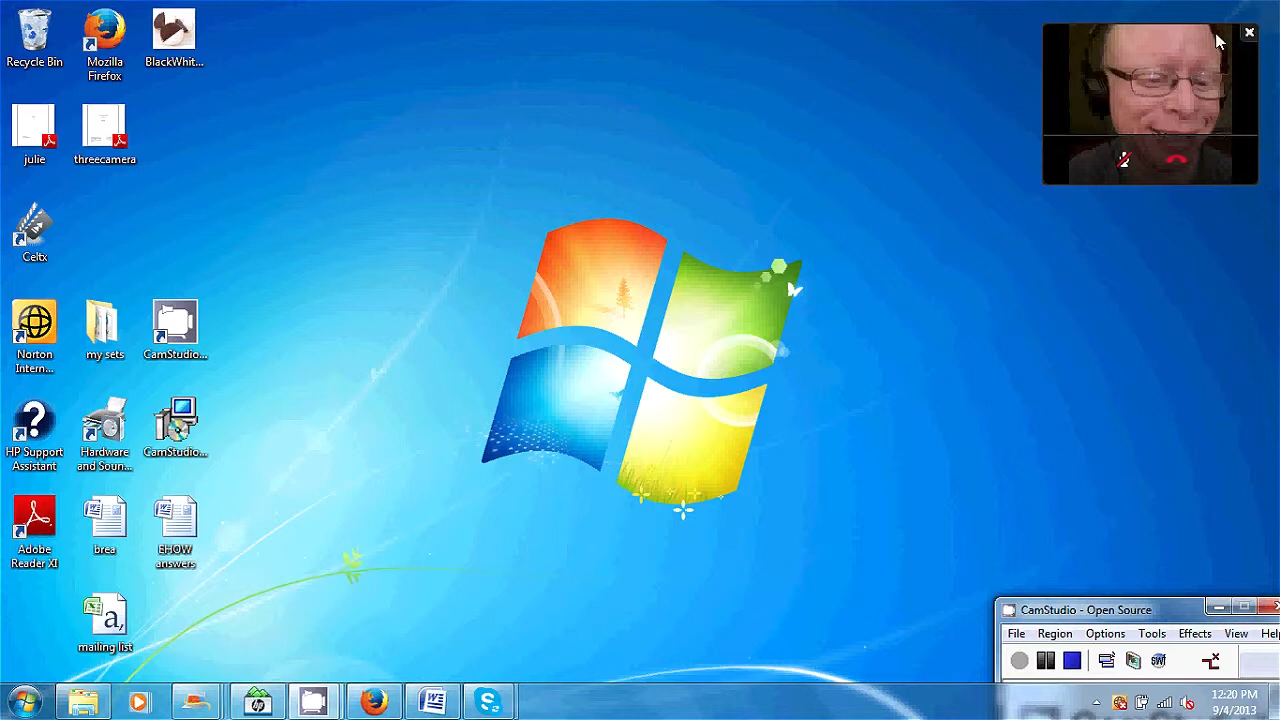 Recycle Bin
Mozilla
Firefox
BlackWhit...
julie
threecamera
Celtx
Norton
Intern...
my sets
CamStudio...
HP Support
Assistant
Hardware
and Soun...
CamStudio...
Adobe
Reader XI
brea
EHOW
answers
a,
mailing list
CamStudio - Open Source
File Region Options Tools Effects View Help
hp
12:20 PM
9/4/2013